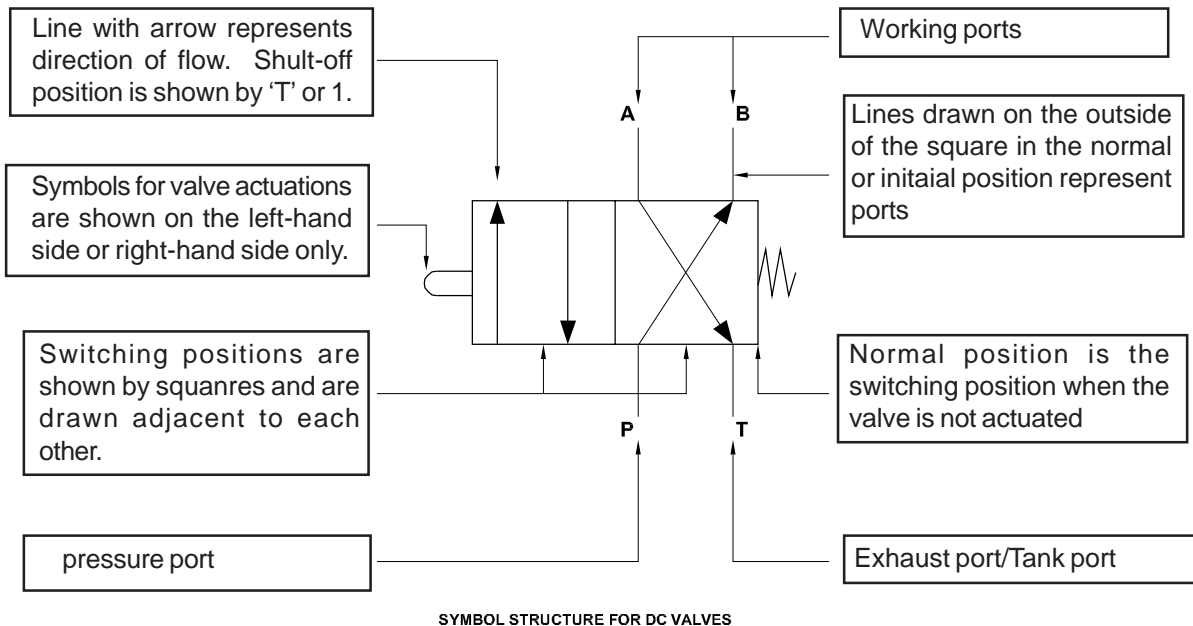 Line with arrow represents
direction of flow. Shult-off
position is shown by ‘T’ or 1.
Working ports
A
B
Lines drawn on the outside
of the square in the normal
or initaial position represent
ports
Symbols for valve actuations
are shown on the left-hand
side or right-hand side only.
Switching positions are
shown by squanres and are
drawn adjacent to each
other.
Normal position is the
switching position when the
valve is not actuated
P
T
pressure port
Exhaust port/Tank port
SYMBOL STRUCTURE FOR DC VALVES